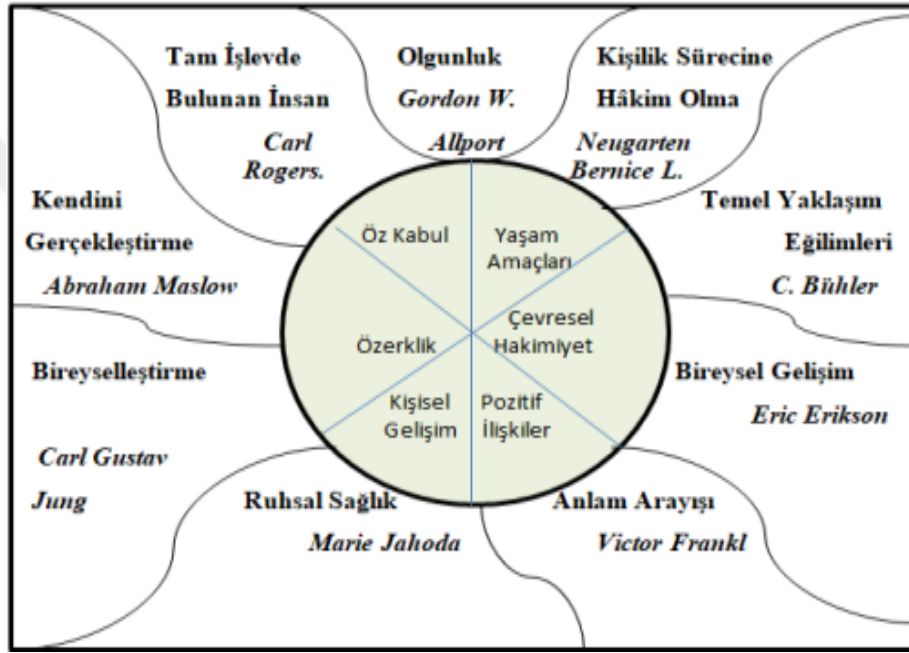 Tam İşlevde
Bulunan İnsan
Carl
Rogers.
Olgunluk
Gordon W.
Allport
Kişilik Sürecine
Hâkim Olma
Neugarten
Bernice L.
Kendini
Gerçekleştirme
Abraham Maslow
Temel Yaklaşım
Eğilimleri
C. Bühler
Öz Kabul
Yaşam
Amaçları
Özerklik
Çevresel
Hakimiyet
Kişisel
Gelişim
Pozitif
İlişkiler
Bireyselleştirme
Carl Gustav
Jung
Bireysel Gelişim
Eric Erikson
Ruhsal Sağlık
Marie Jahoda
Anlam Arayışı
Victor Frankl